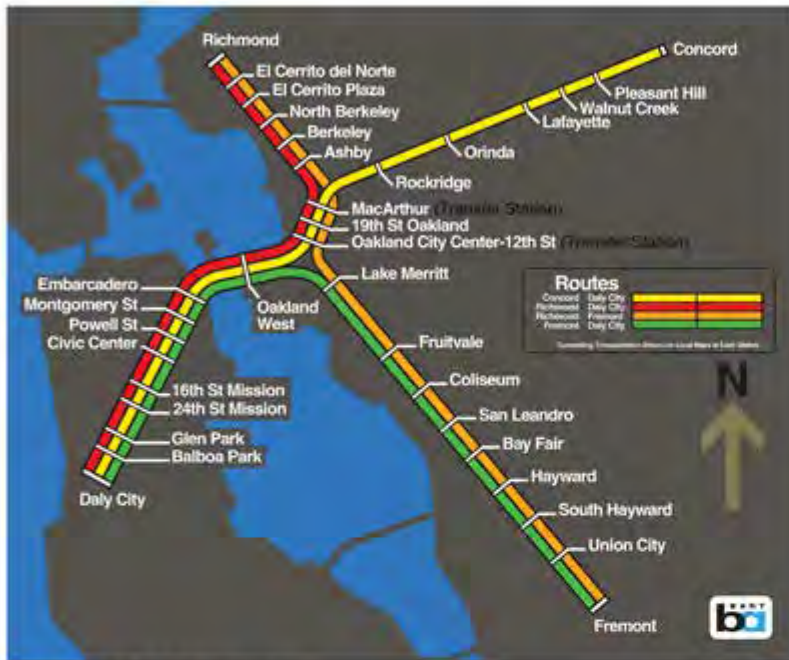 Richmond
El Cerrito del Norte
El Cerrito Plaza
North Berkeley
Berkeley
Ashby
Concord
Pleasant Hill
Walnut Creek
Lafayette
Orinda
Rockridge
MacArthur (Transfer Station)
19th St Oakland
Oakland City Center-12th St (Transfer Station)
Lake Merritt
Oakland
West
Embarcadero
Montgomery St
Powell St
Civic Center
16th St Mission
24th St Mission
Glen Park
Balboa Park
Daly City
Fruitvale
Coliseum
San Leandro
Bay Fair
Hayward
South Hayward
Union City
Fremont
Routes
Concord Daly City
Richmond Daly City
Richmond Fremont
Fremont Daly City
N
ba